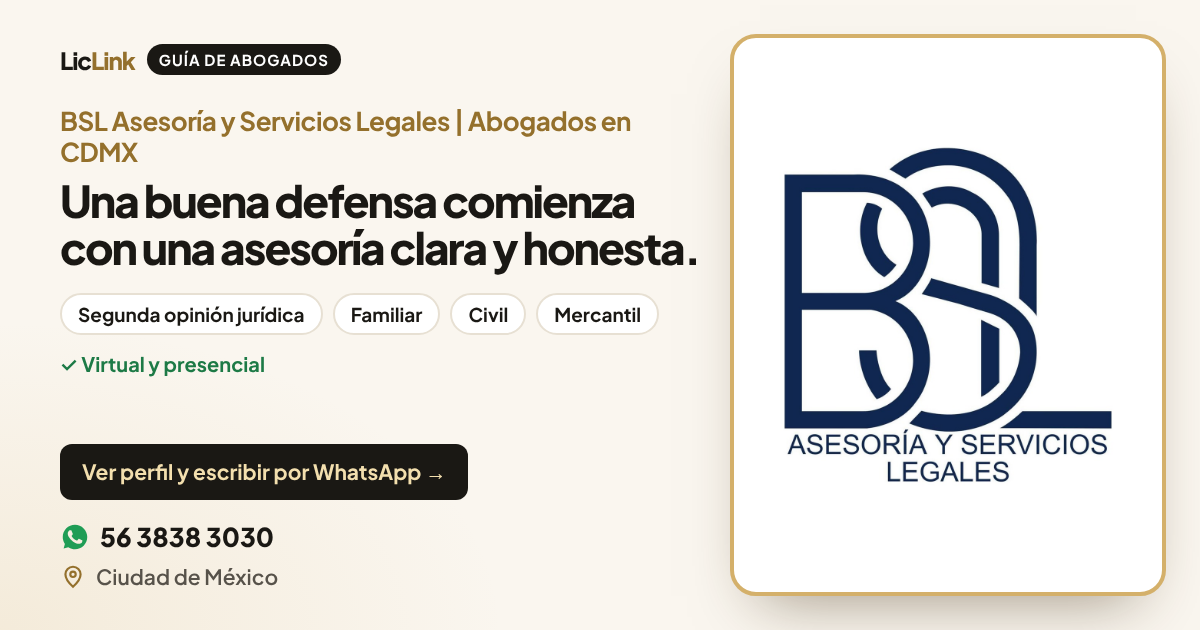 LicLink GUÍA DE ABOGADOS
BSL Asesoría y Servicios Legales | Abogados en
CDMX
Una buena defensa comienza
con una asesoría clara y honesta.
Segunda opinión jurídica Familiar Civil Mercantil
✓ Virtual y presencial
Ver perfil y escribir por WhatsApp →
56 3838 3030
Ciudad de México
BSL
ASESORÍA Y SERVICIOS
LEGALES